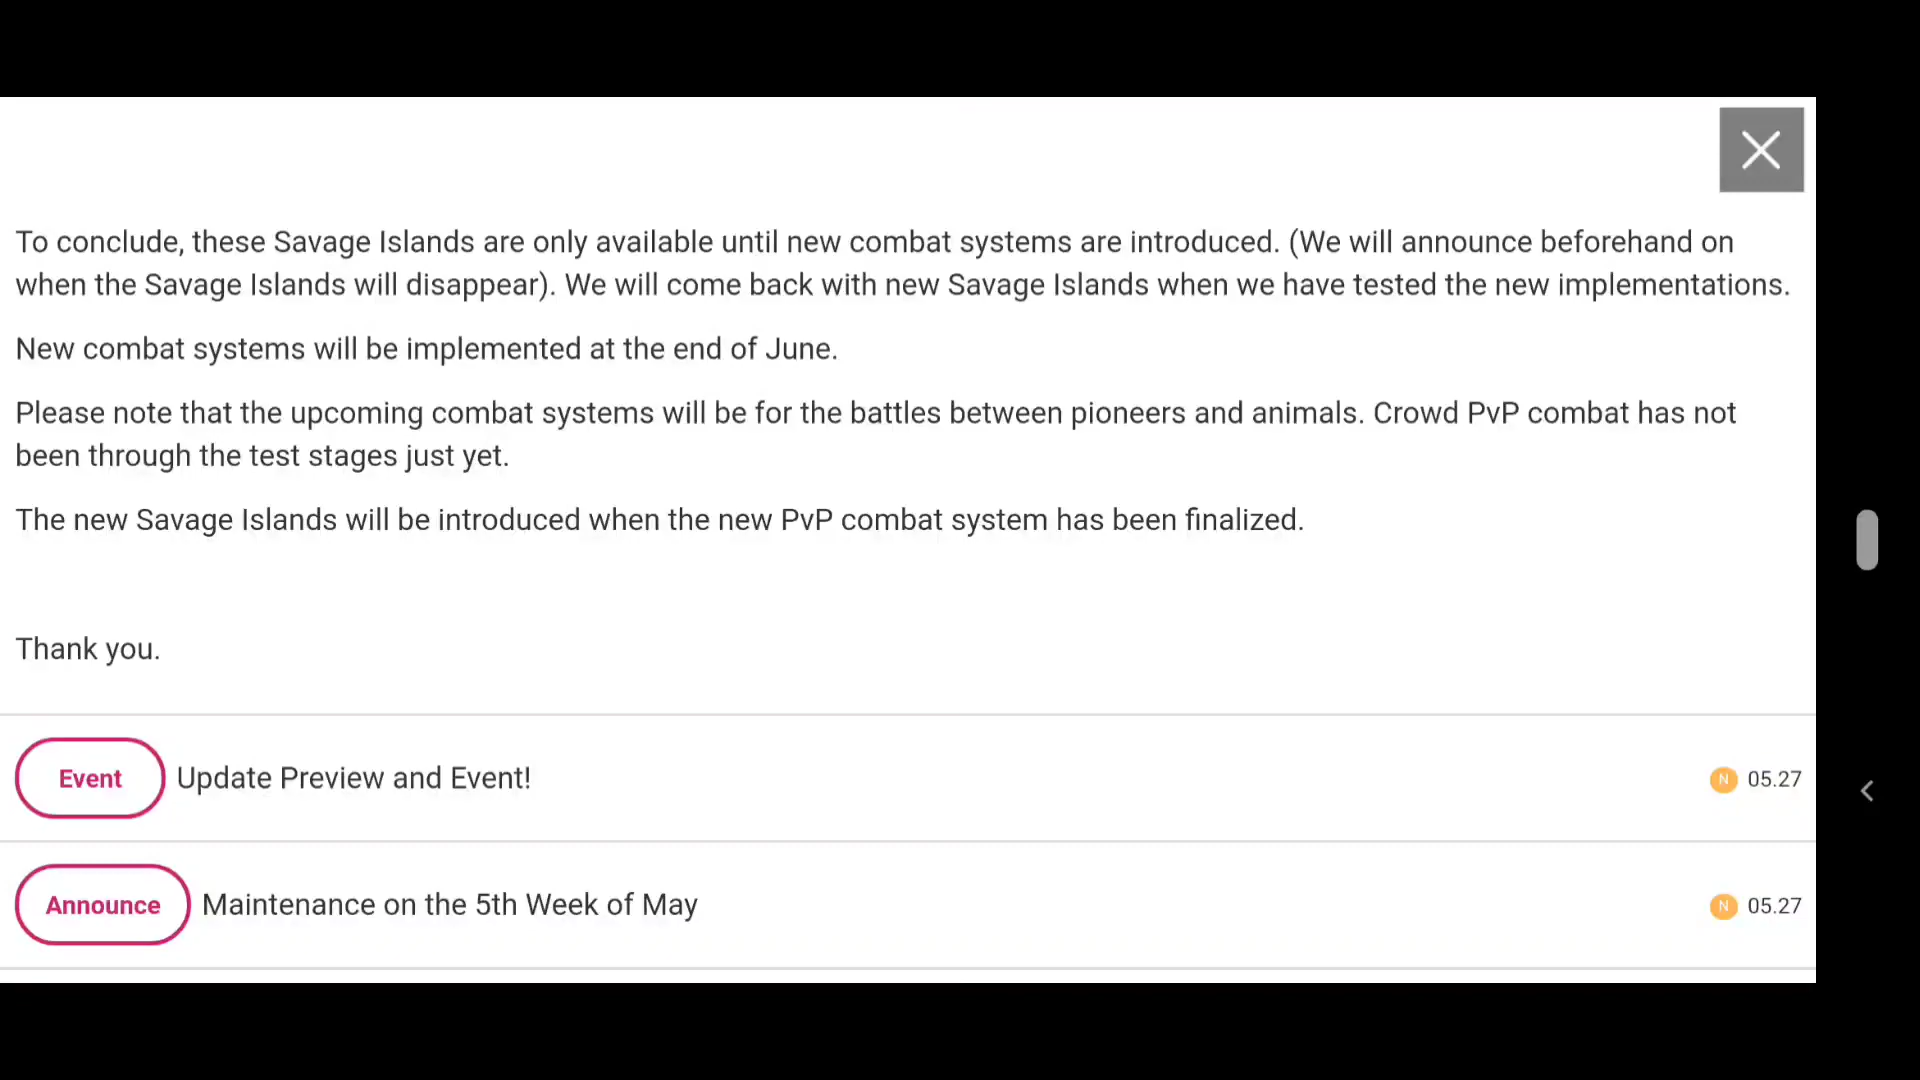 To conclude, these Savage Islands are only available until new combat systems are introduced. (We will announce beforehand on
when the Savage Islands will disappear). We will come back with new Savage Islands when we have tested the new implementations.
New combat systems will be implemented at the end of June.
Please note that the upcoming combat systems will be for the battles between pioneers and animals. Crowd PvP combat has not
been through the test stages just yet.
The new Savage Islands will be introduced when the new PvP combat system has been finalized.
Thank you.
Event Update Preview and Event! N 05.27
Announce Maintenance on the 5th Week of May N 05.27